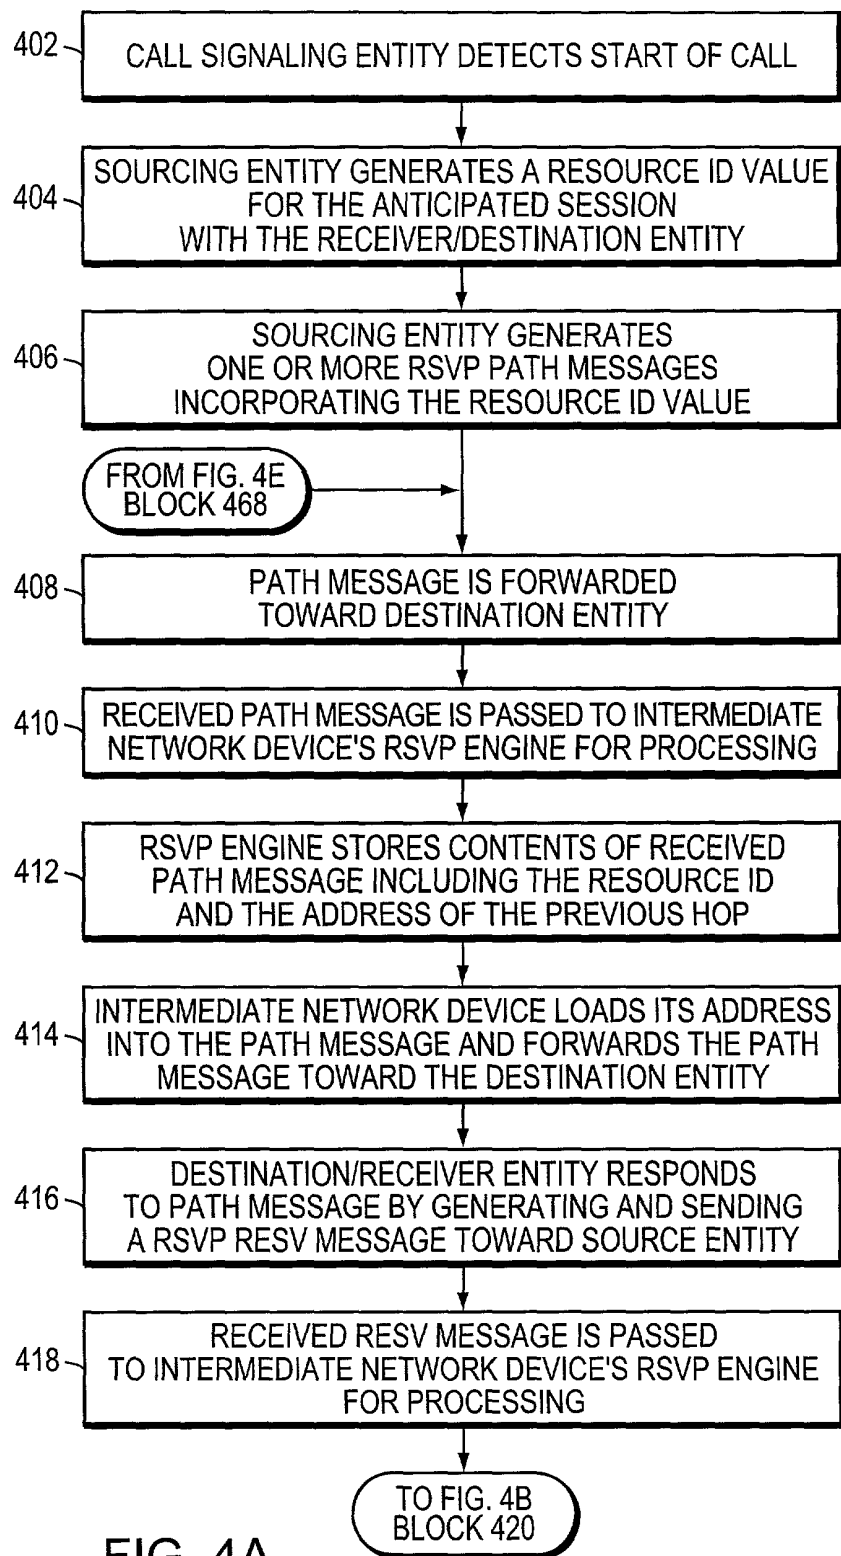 402
CALL SIGNALING ENTITY DETECTS START OF CALL
404
SOURCING ENTITY GENERATES A RESOURCE ID VALUE
FOR THE ANTICIPATED SESSION
WITH THE RECEIVER/DESTINATION ENTITY
406
SOURCING ENTITY GENERATES
ONE OR MORE RSVP PATH MESSAGES
INCORPORATING THE RESOURCE ID VALUE
FROM FIG. 4E
BLOCK 468
408
PATH MESSAGE IS FORWARDED
TOWARD DESTINATION ENTITY
410
RECEIVED PATH MESSAGE IS PASSED TO INTERMEDIATE
NETWORK DEVICE'S RSVP ENGINE FOR PROCESSING
412
RSVP ENGINE STORES CONTENTS OF RECEIVED
PATH MESSAGE INCLUDING THE RESOURCE ID
AND THE ADDRESS OF THE PREVIOUS HOP
414
INTERMEDIATE NETWORK DEVICE LOADS ITS ADDRESS
INTO THE PATH MESSAGE AND FORWARDS THE PATH
MESSAGE TOWARD THE DESTINATION ENTITY
416
DESTINATION/RECEIVER ENTITY RESPONDS
TO PATH MESSAGE BY GENERATING AND SENDING
A RSVP RESV MESSAGE TOWARD SOURCE ENTITY
418
RECEIVED RESV MESSAGE IS PASSED
TO INTERMEDIATE NETWORK DEVICE'S RSVP ENGINE
FOR PROCESSING
TO FIG. 4B
BLOCK 420
FIG. 4A